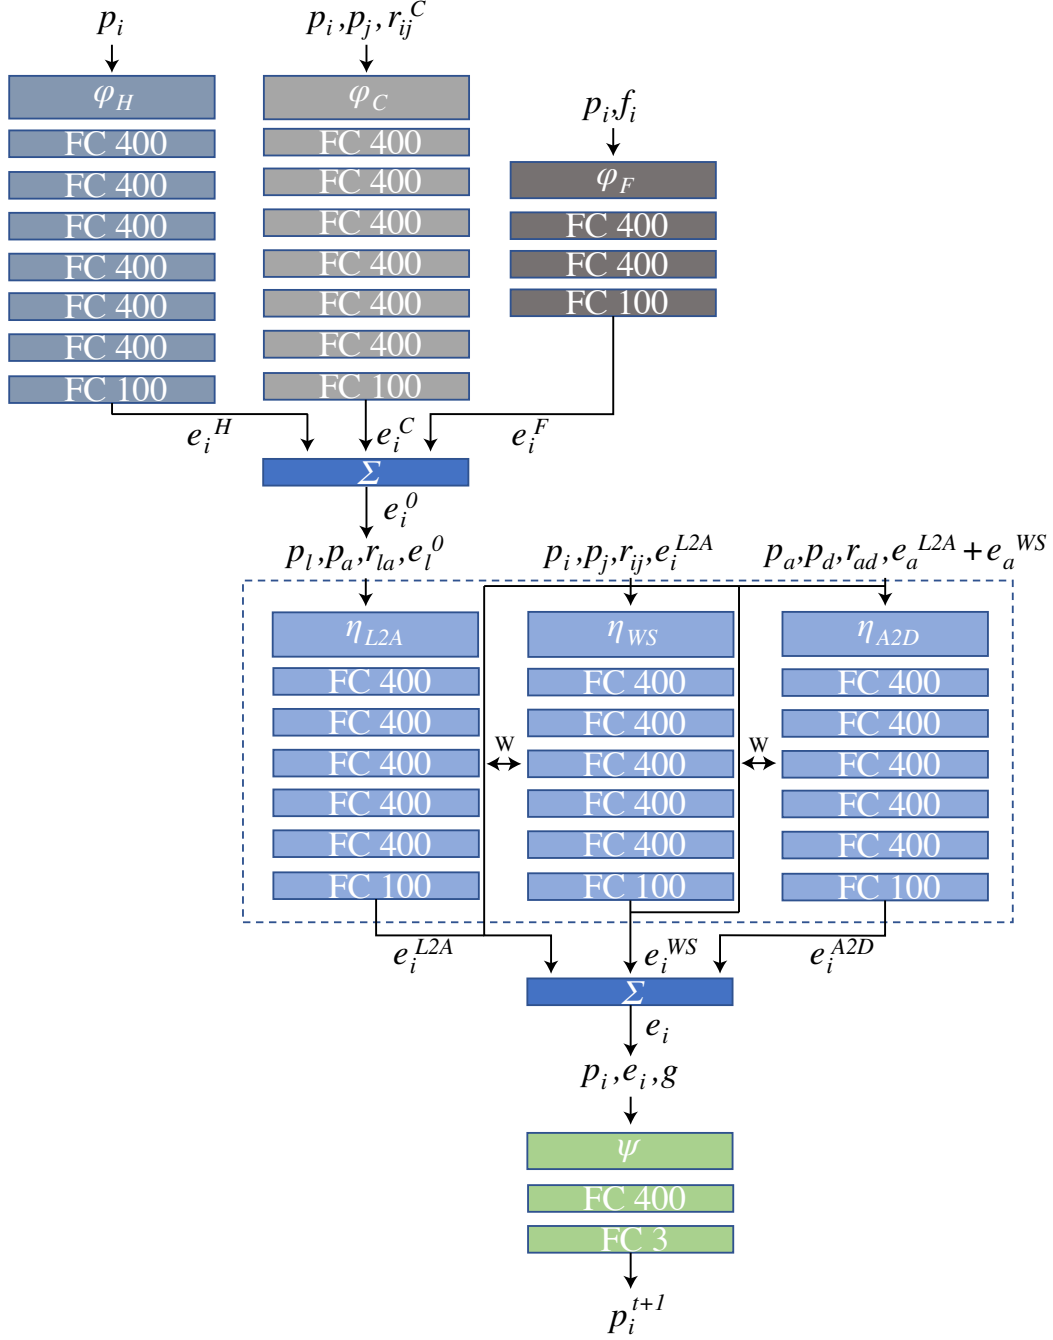 p_i
p_i,p_j,r_ij^C
φ_H
φ_C
p_i,f_i
φ_F
FC 400
FC 400
FC 400
FC 400
FC 400
FC 400
FC 100
FC 400
FC 400
FC 400
FC 400
FC 400
FC 400
FC 100
FC 400
FC 400
FC 100
e_i^H
e_i^C
e_i^F
Σ
e_i^0
p_l,p_a,r_la,e_l^0
p_i,p_j,r_ij,e_i^L2A
p_a,p_d,r_ad,e_a^L2A+e_a^WS
η_L2A
η_WS
η_A2D
FC 400
FC 400
FC 400
FC 400
FC 400
FC 100
W
FC 400
FC 400
FC 400
FC 400
FC 400
FC 100
W
FC 400
FC 400
FC 400
FC 400
FC 400
FC 100
e_i^L2A
e_i^WS
e_i^A2D
Σ
e_i
p_i,e_i,g
ψ
FC 400
FC 3
p_i^t+1